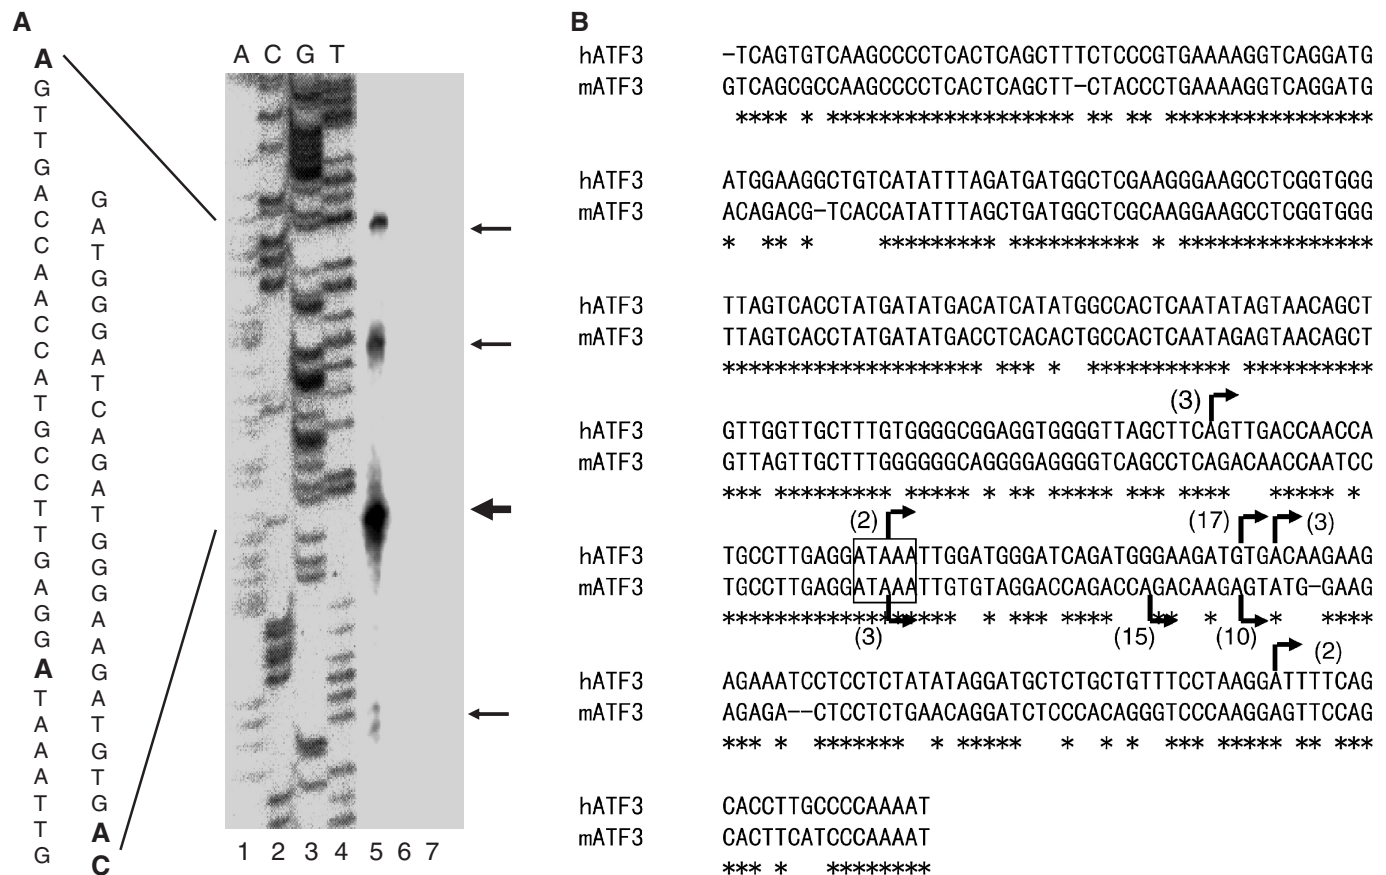 A
A G T T G A C C A A C C A T G C C T T G A G G A T A A A T T G
G A T G G G A T C A G A T G G G A A G A T G T G A C
A C G T
1 2 3 4 5 6 7
B
hATF3 –TCAGTGTCAAGCCCCTCACTCAGCTTTCTCCCGTGAAAAGGTCAGGATG
mATF3 GTCAGCGCCAAGCCCCTCACTCAGCTT–CTACCCTGAAAAGGTCAGGATG
**** * ******************* ** ** ****************
hATF3 ATGGAAGGCTGTCATATTTAGATGATGGCTCGAAGGGAAGCCTCGGTGGG
mATF3 ACAGACG–TCACCATATTTAGCTGATGGCTCGCAAGGAAGCCTCGGTGGG
* ** * ********* ********** * ****************
hATF3 TTAGTCACCTATGATATGACATCATATGGCCACTCAATATAGTAACAGCT
mATF3 TTAGTCACCTATGATATGACCTCACACTGCCACTCAATAGAGTAACAGCT
******************** *** * *********** **********
(3)
hATF3 GTTGGTTGCTTTGTGGGGCGGAGGTGGGGTTAGCTTCAGTTGACCAACCA
mATF3 GTTAGTTGCTTTGGGGGGCAGGGGAGGGGTCAGCCTCAGACAACCAATCC
*** ********* ***** * ** ***** *** **** ***** *
(2) (17) (3)
hATF3 TGCCTTGAGGATAAATTGGATGGGATCAGATGGGAAGATGTGACAAGAAG
mATF3 TGCCTTGAGGATAAATTGTGTAGGACCAGACCAGACAAGAGTATG–GAAG
****************** * *** **** ** * * ****
(3) (15) (10)
(2)
hATF3 AGAAATCCTCCTCTATATAGGATGCTCTGCTGTTTCCTAAGGATTTTCAG
mATF3 AGAGA––CTCCTCTGAACAGGATCTCCCACAGGGTCCCAAGGAGTTCCAG
*** * ******* * ***** * * * *** ***** ** ***
hATF3 CACCTTGCCCCAAAAT
mATF3 CACTTCATCCCAAAAT
*** * ********